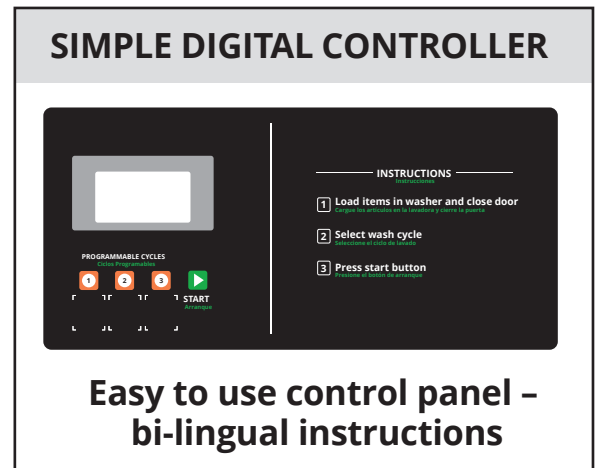 SIMPLE DIGITAL CONTROLLER
PROGRAMMABLE CYCLES
Ciclos Programables
1 2 3
START
Arranque
INSTRUCTIONS
Instrucciones
1 Load items in washer and close door
Cargue los artículos en la lavadera y cierre la puerta
2 Select wash cycle
Seleccione el ciclo de lavado
3 Press start button
Presione el botón de arranque
Easy to use control panel –
bi-lingual instructions